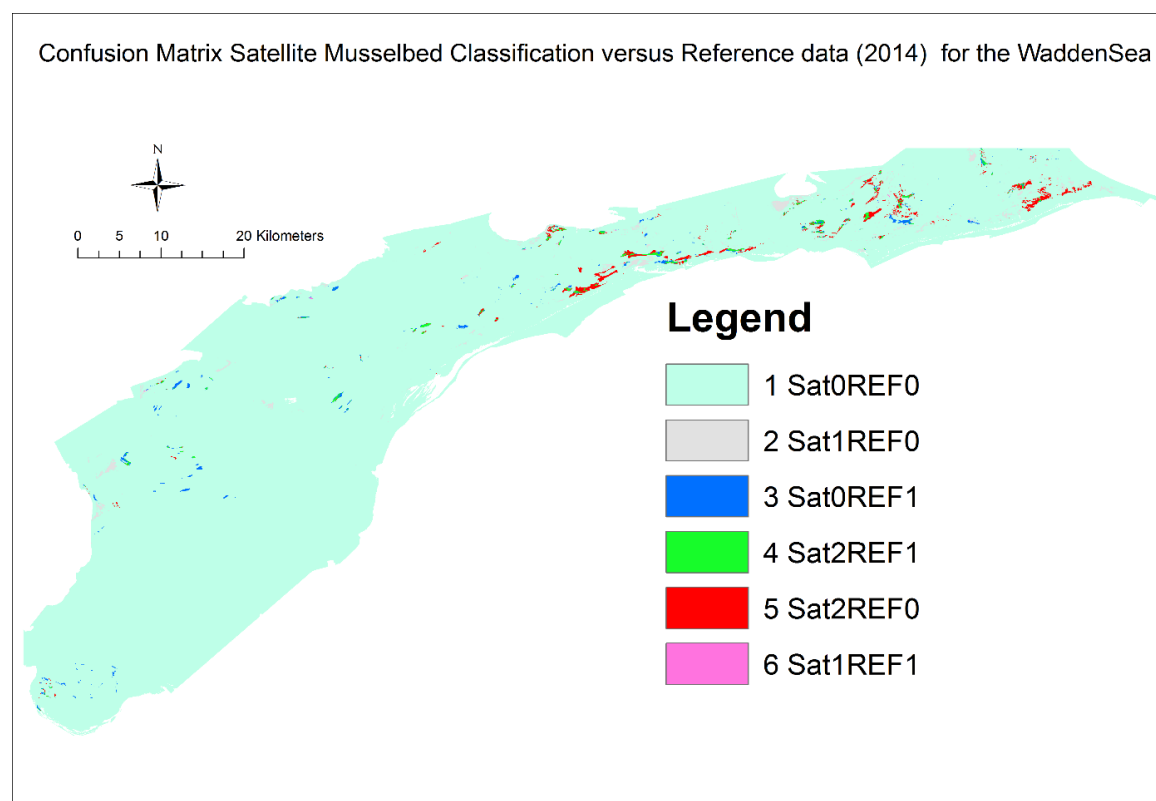 Confusion Matrix Satellite Musselbed Classification versus Reference data (2014) for the WaddenSea
N
0 5 10 20 Kilometers
Legend
1 Sat0REF0
2 Sat1REF0
3 Sat0REF1
4 Sat2REF1
5 Sat2REF0
6 Sat1REF1